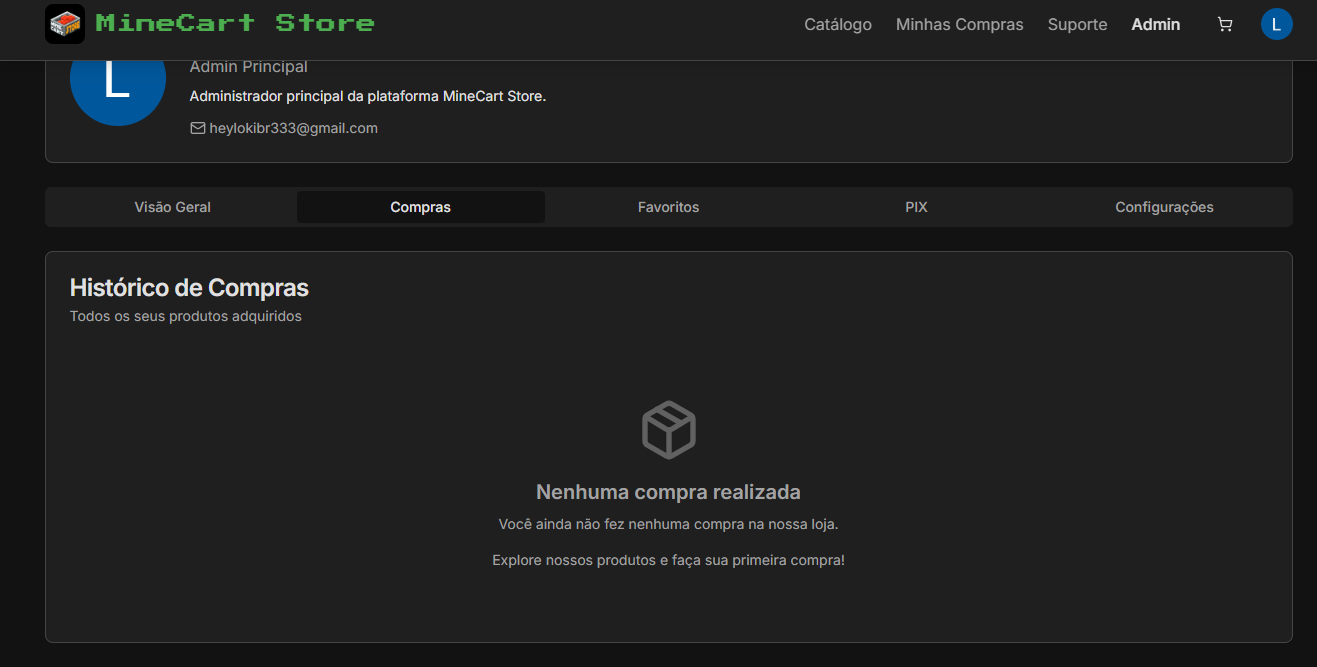 MineCart Store
Catálogo Minhas Compras Suporte Admin L
L
Admin Principal
Administrador principal da plataforma MineCart Store.
heylokibr333@gmail.com
Visão Geral Compras Favoritos PIX Configurações
Histórico de Compras
Todos os seus produtos adquiridos
Nenhuma compra realizada
Você ainda não fez nenhuma compra na nossa loja.
Explore nossos produtos e faça sua primeira compra!